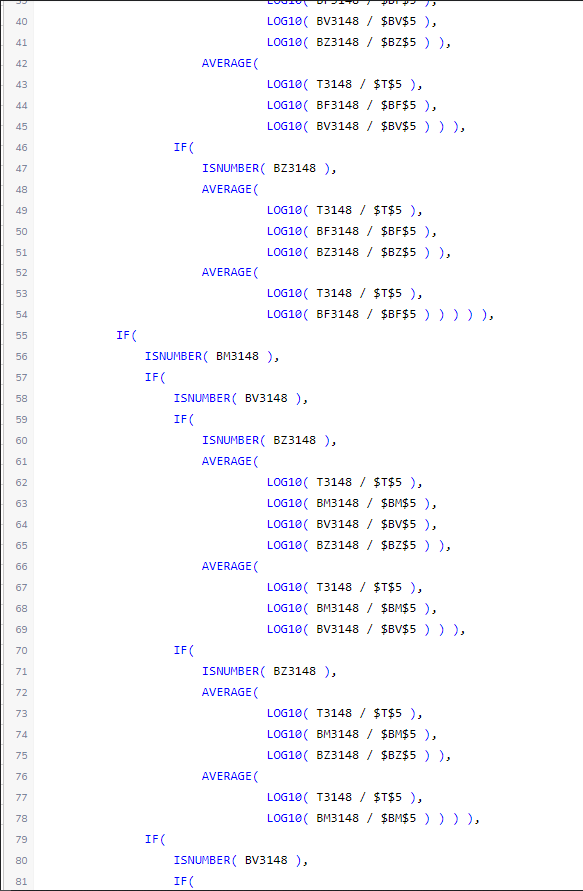 40 LOG10( BV3148 / $BV$5 ),
41 LOG10( BZ3148 / $BZ$5 ) ),
42 AVERAGE(
43 LOG10( T3148 / $T$5 ),
44 LOG10( BF3148 / $BF$5 ),
45 LOG10( BV3148 / $BV$5 ) ) ),
46 IF(
47 ISNUMBER( BZ3148 ),
48 AVERAGE(
49 LOG10( T3148 / $T$5 ),
50 LOG10( BF3148 / $BF$5 ),
51 LOG10( BZ3148 / $BZ$5 ) ),
52 AVERAGE(
53 LOG10( T3148 / $T$5 ),
54 LOG10( BF3148 / $BF$5 ) ) ) ) ),
55 IF(
56 ISNUMBER( BM3148 ),
57 IF(
58 ISNUMBER( BV3148 ),
59 IF(
60 ISNUMBER( BZ3148 ),
61 AVERAGE(
62 LOG10( T3148 / $T$5 ),
63 LOG10( BM3148 / $BM$5 ),
64 LOG10( BV3148 / $BV$5 ),
65 LOG10( BZ3148 / $BZ$5 ) ),
66 AVERAGE(
67 LOG10( T3148 / $T$5 ),
68 LOG10( BM3148 / $BM$5 ),
69 LOG10( BV3148 / $BV$5 ) ) ),
70 IF(
71 ISNUMBER( BZ3148 ),
72 AVERAGE(
73 LOG10( T3148 / $T$5 ),
74 LOG10( BM3148 / $BM$5 ),
75 LOG10( BZ3148 / $BZ$5 ) ),
76 AVERAGE(
77 LOG10( T3148 / $T$5 ),
78 LOG10( BM3148 / $BM$5 ) ) ) ),
79 IF(
80 ISNUMBER( BV3148 ),
81 IF(